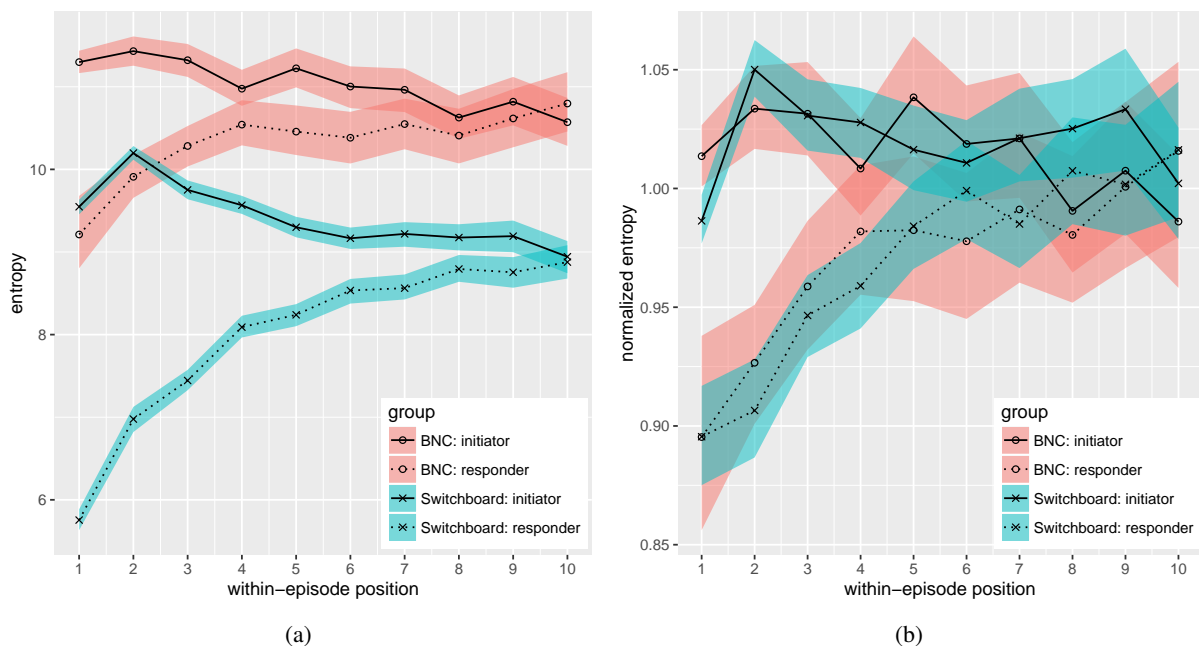 10
8
6
entropy
1 2 3 4 5 6 7 8 9 10
within−episode position
group
BNC: initiator
BNC: responder
Switchboard: initiator
Switchboard: responder
(a)
1.05
1.00
0.95
0.90
0.85
normalized entropy
1 2 3 4 5 6 7 8 9 10
within−episode position
group
BNC: initiator
BNC: responder
Switchboard: initiator
Switchboard: responder
(b)